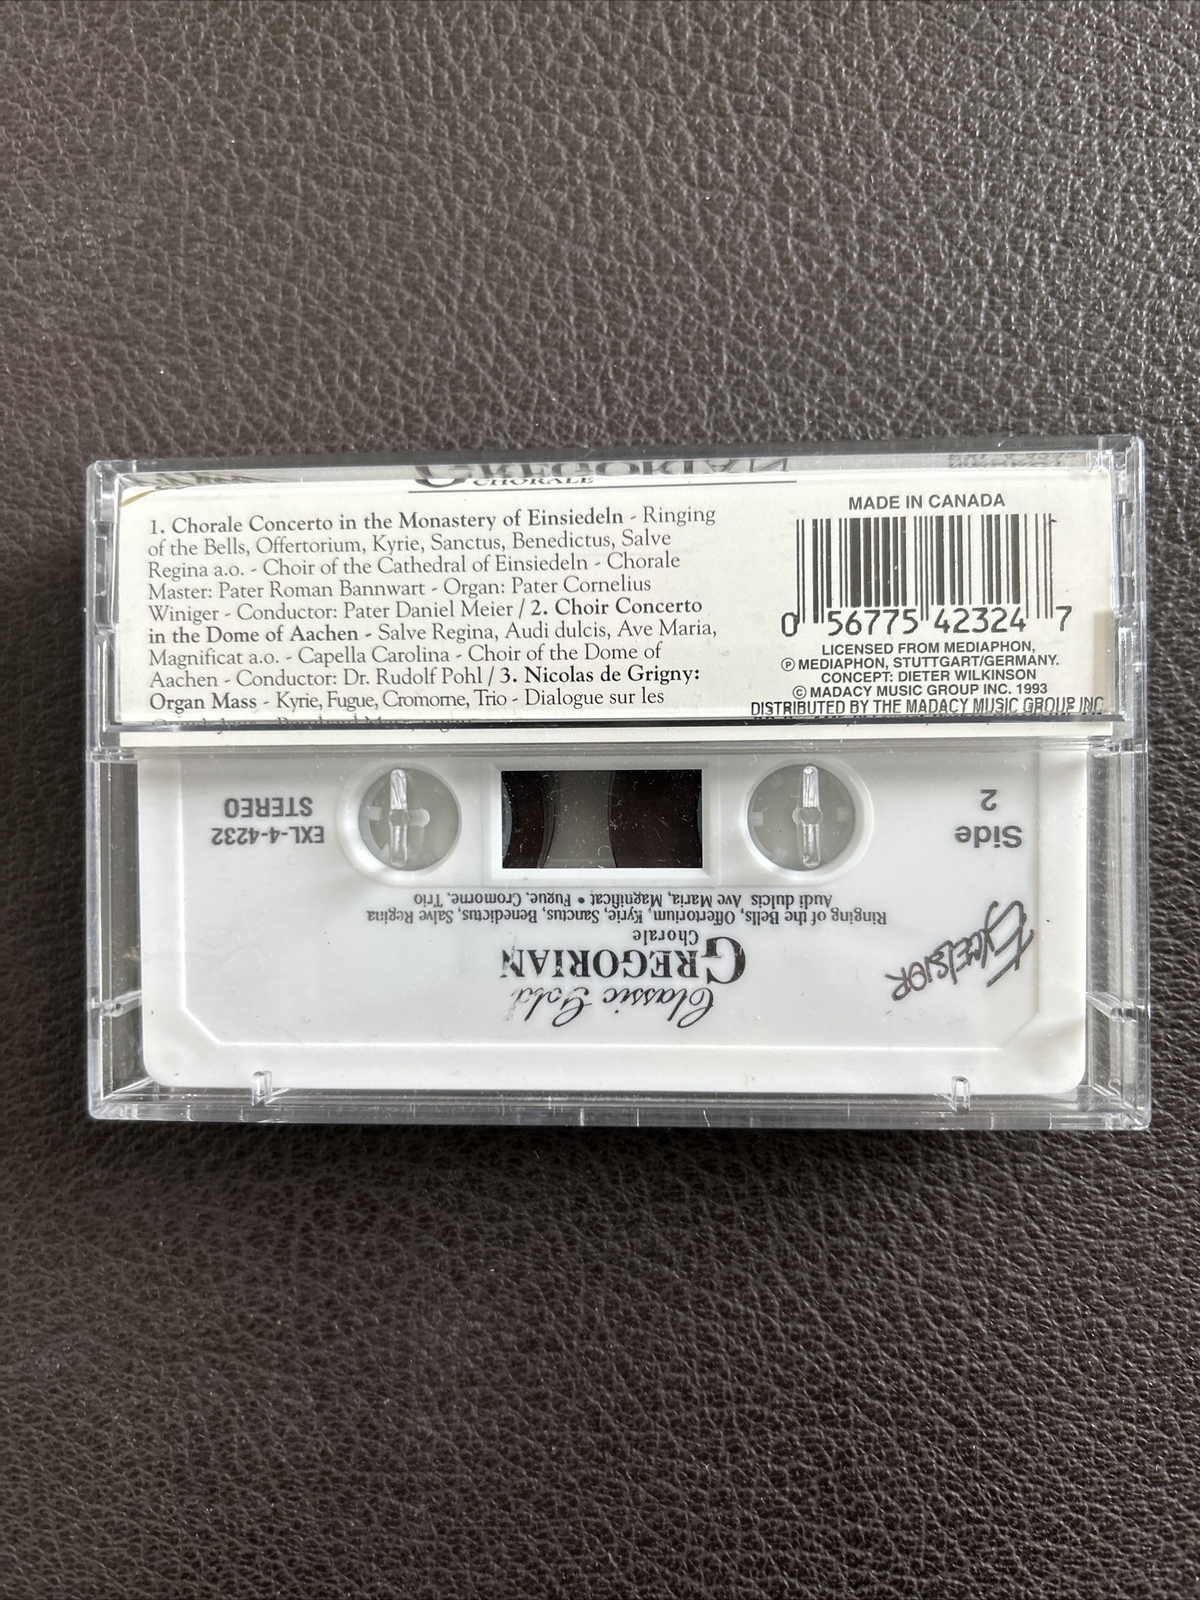 GREGORIAN
CHORALE
1. Chorale Concerto in the Monastery of Einsiedeln - Ringing
of the Bells, Offertorium, Kyrie, Sanctus, Benedictus, Salve
Regina a.o. - Choir of the Cathedral of Einsiedeln - Chorale
Master: Pater Roman Bannwart - Organ: Pater Cornelius
Winiger - Conductor: Pater Daniel Meier / 2. Choir Concerto
in the Dome of Aachen - Salve Regina, Audi dulcis, Ave Maria,
Magnificat a.o. - Capella Carolina - Choir of the Dome of
Aachen - Conductor: Dr. Rudolf Pohl / 3. Nicolas de Grigny:
Organ Mass - Kyrie, Fugue, Cromorne, Trio - Dialogue sur les
MADE IN CANADA
0 56775 42324 7
LICENSED FROM MEDIAPHON,
℗ MEDIAPHON, STUTTGART/GERMANY.
CONCEPT: DIETER WILKINSON
© MADACY MUSIC GROUP INC. 1993
DISTRIBUTED BY THE MADACY MUSIC GROUP INC
Excelsior
Classic Gold
GREGORIAN
Chorale
Ringing of the Bells, Offertorium, Kyrie, Sanctus, Benedictus, Salve Regina
Audi dulcis Ave Maria, Magnificat • Fugue, Cromorne, Trio
Side
2
EXL-4-4232
STEREO